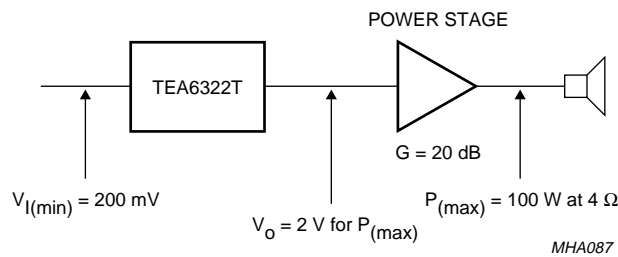 POWER STAGE
TEA6322T
G = 20 dB
V_I(min) = 200 mV
V_o = 2 V for P_(max)
P_(max) = 100 W at 4 Ω
MHA087